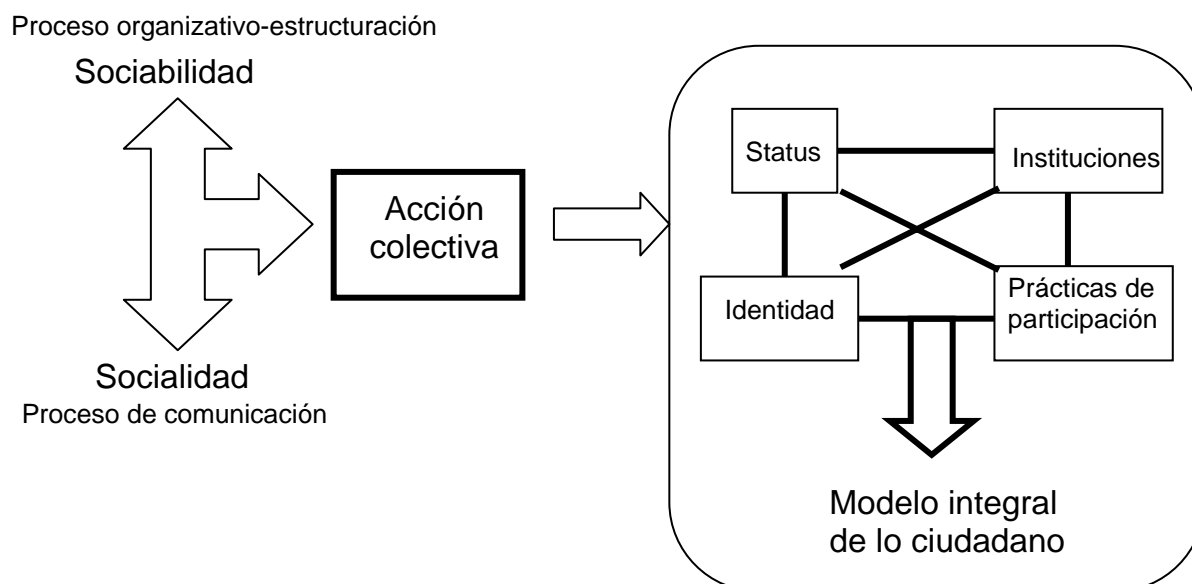 Proceso organizativo-estructuración
Sociabilidad
Socialidad
Proceso de comunicación
Acción
colectiva
Status
Instituciones
Identidad
Prácticas de
participación
Modelo integral
de lo ciudadano